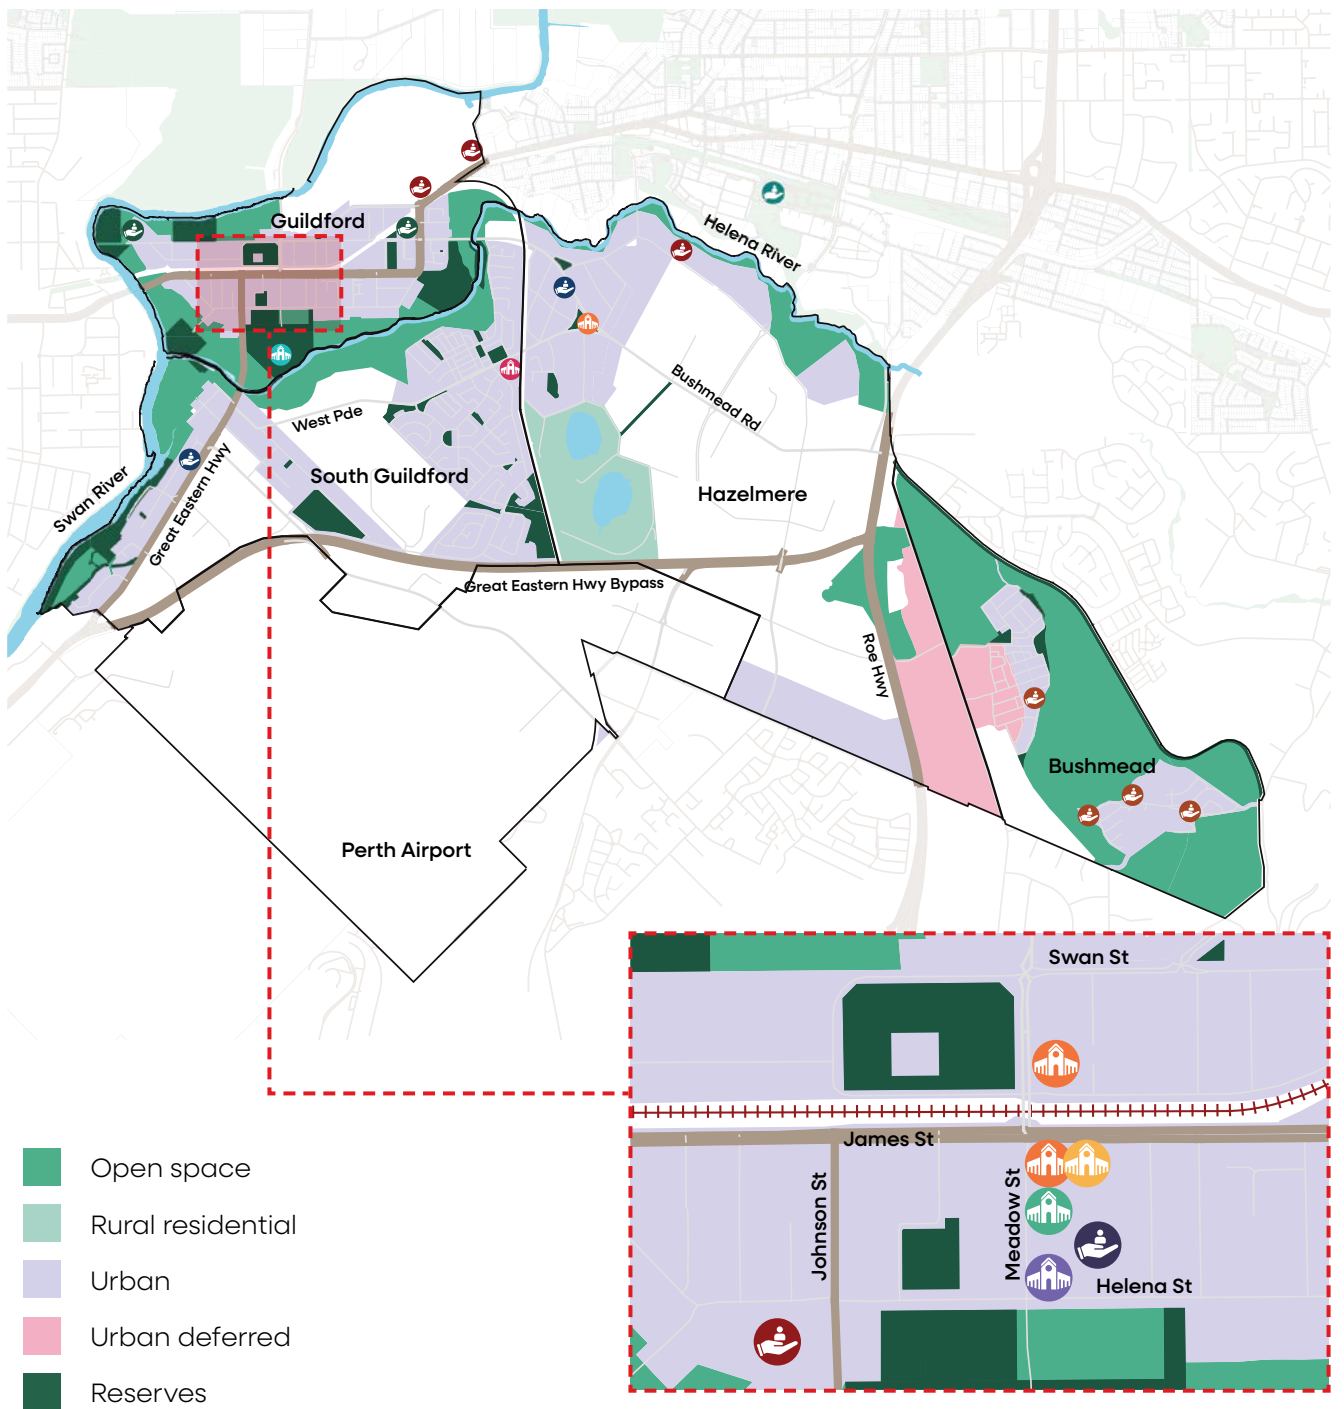 Guildford
Helena River
West Pde
Bushmead Rd
South Guildford
Hazelmere
Swan River
Great Eastern Hwy
Great Eastern Hwy Bypass
Roe Hwy
Bushmead
Perth Airport
Swan St
James St
Johnson St
Meadow St
Helena St
Open space
Rural residential
Urban
Urban deferred
Reserves